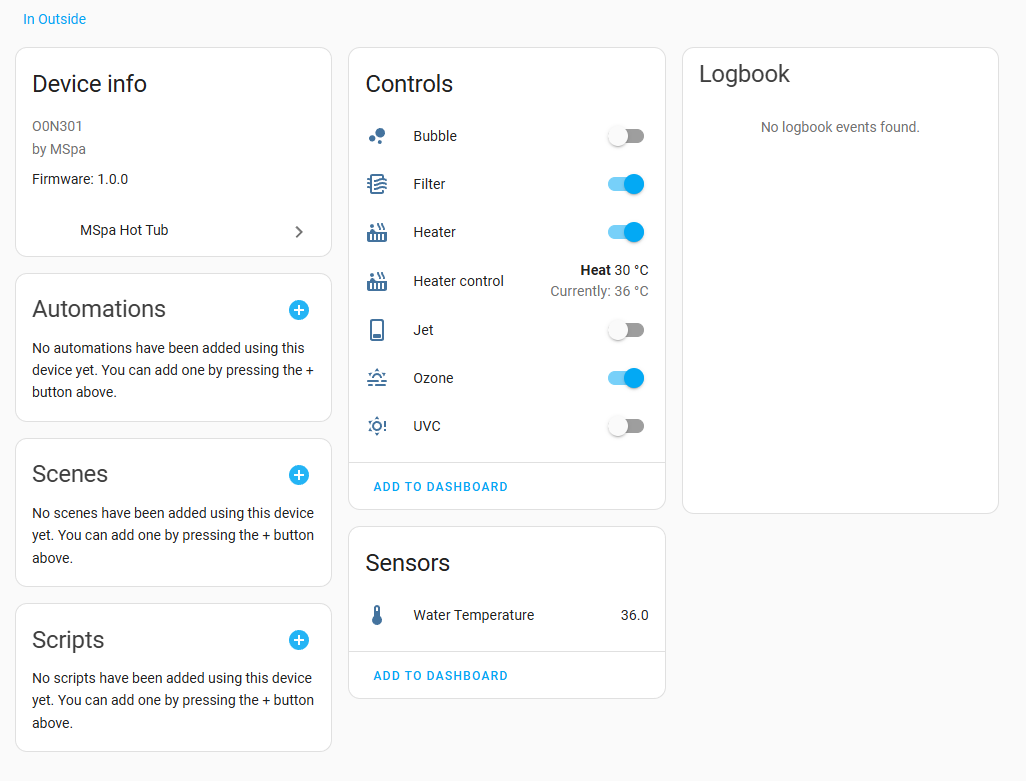 In Outside
Device info
O0N301
by MSpa
Firmware: 1.0.0
MSpa Hot Tub
Automations
No automations have been added using this
device yet. You can add one by pressing the +
button above.
Scenes
No scenes have been added using this device
yet. You can add one by pressing the + button
above.
Scripts
No scripts have been added using this device
yet. You can add one by pressing the + button
above.
Controls
Bubble
Filter
Heater
Heater control
Heat 30 °C
Currently: 36 °C
Jet
Ozone
UVC
ADD TO DASHBOARD
Sensors
Water Temperature 36.0
ADD TO DASHBOARD
Logbook
No logbook events found.